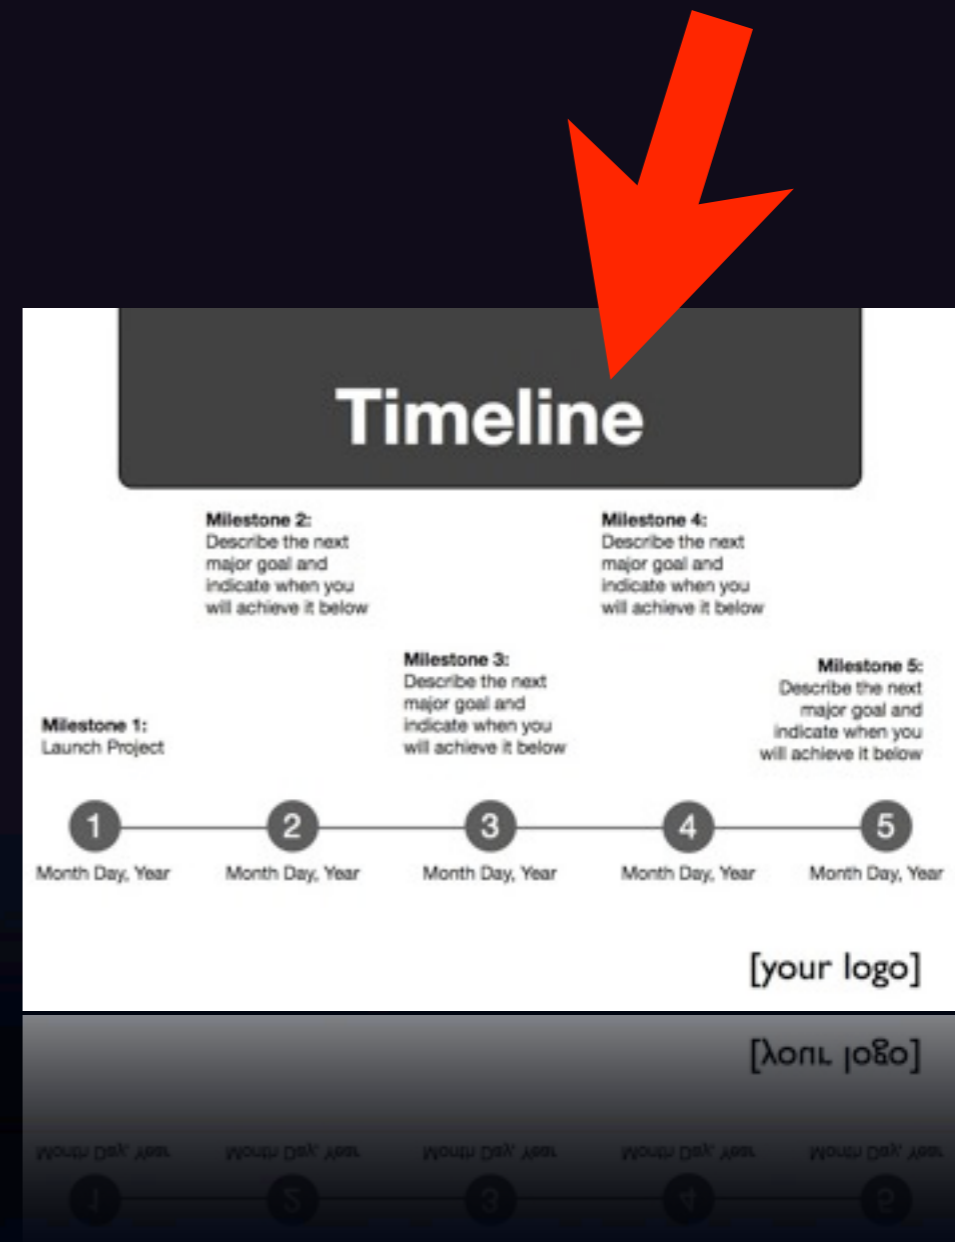 Timeline
Milestone 2:
Describe the next
major goal and
indicate when you
will achieve it below
Milestone 4:
Describe the next
major goal and
indicate when you
will achieve it below
Milestone 3:
Describe the next
major goal and
indicate when you
will achieve it below
Milestone 5:
Describe the next
major goal and
indicate when you
will achieve it below
Milestone 1:
Launch Project
1 2 3 4 5
Month Day, Year Month Day, Year Month Day, Year Month Day, Year Month Day, Year
[your logo]